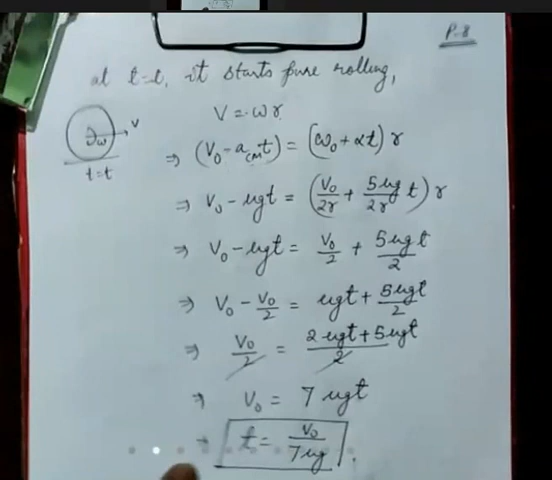 P-8
at t=t, it starts pure rolling,
V = ωr
ω v
t=t
⇒ (V₀ - a_cm t) = (ω₀ + αt) r
⇒ V₀ - μgt = (V₀/2r + 5μg/2r t) r
⇒ V₀ - μgt = V₀/2 + 5μgt/2
⇒ V₀ - V₀/2 = μgt + 5μgt/2
⇒ V₀/2 = 2μgt + 5μgt/2
⇒ V₀ = 7μgt
⇒ t = V₀/7μg.